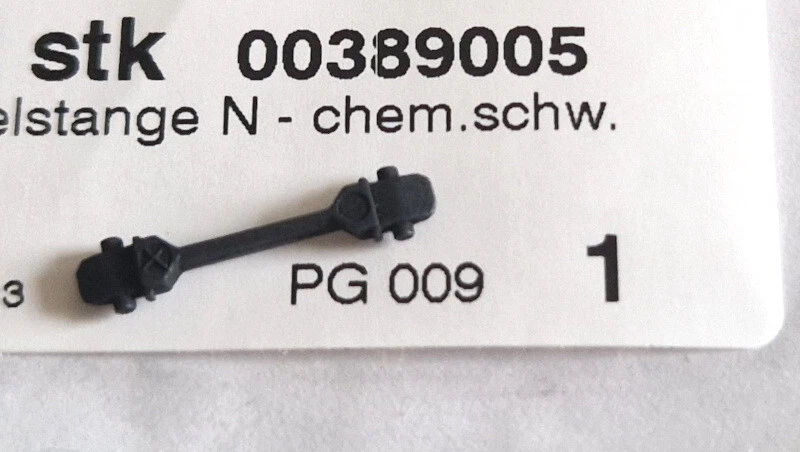 stk 00389005
elstange N - chem.schw.
3 PG 009 1